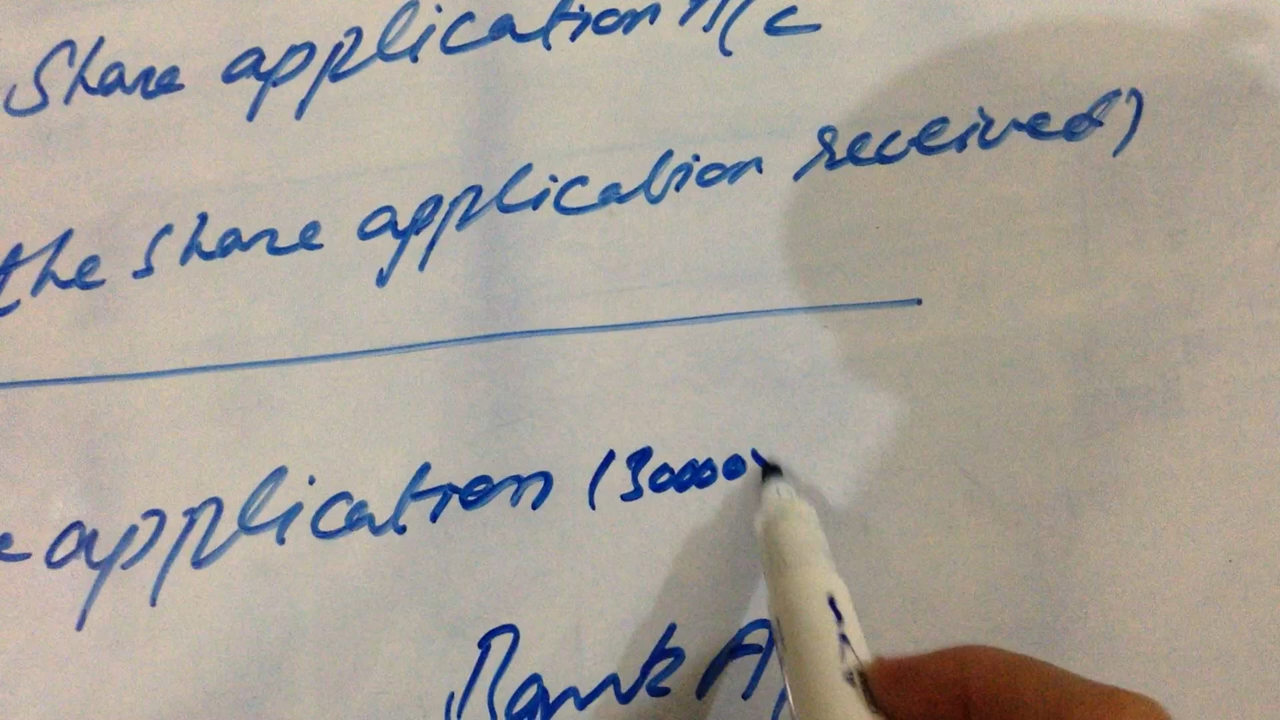 Share application A/c
the share application received)
application (30000
Bank A